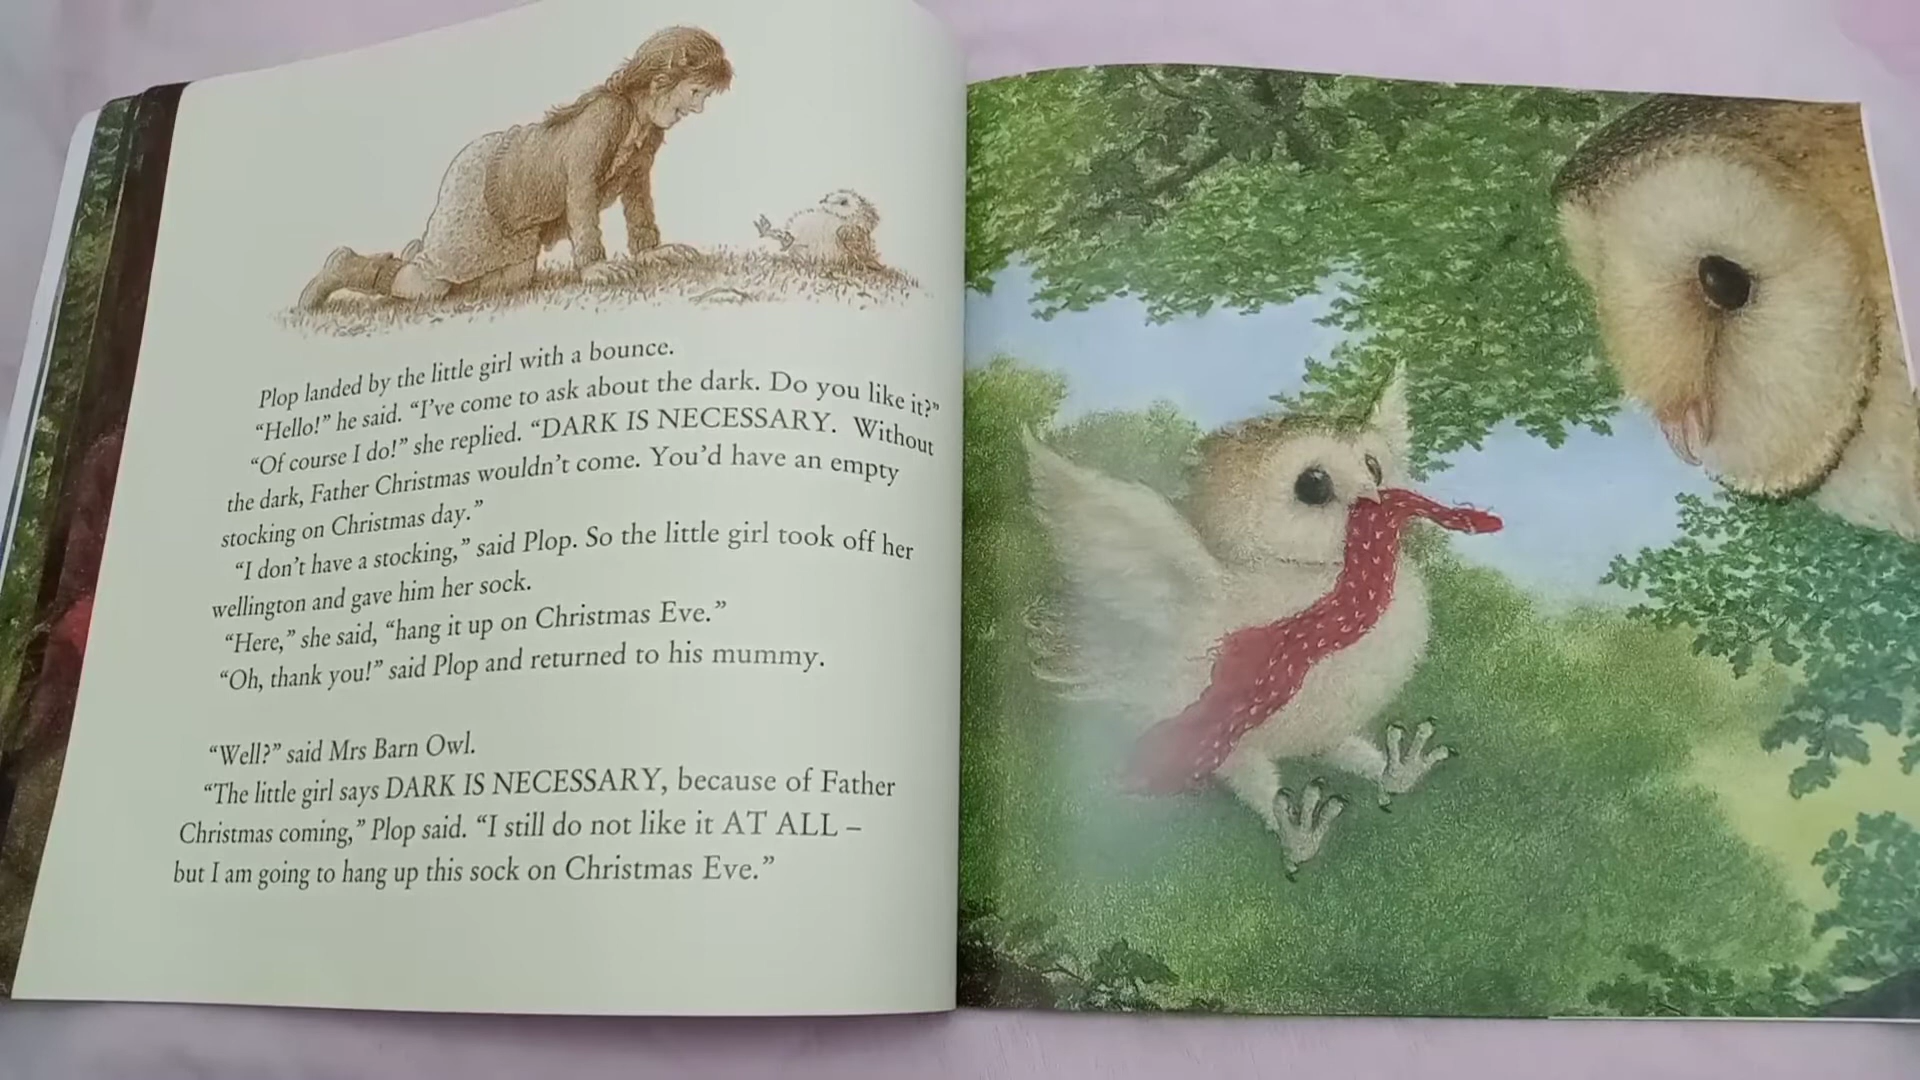 Plop landed by the little girl with a bounce.
“Hello!” he said. “I’ve come to ask about the dark. Do you like it?”
“Of course I do!” she replied. “DARK IS NECESSARY. Without
the dark, Father Christmas wouldn’t come. You’d have an empty
stocking on Christmas day.”
“I don’t have a stocking,” said Plop. So the little girl took off her
wellington and gave him her sock.
“Here,” she said, “hang it up on Christmas Eve.”
“Oh, thank you!” said Plop and returned to his mummy.
“Well?” said Mrs Barn Owl.
“The little girl says DARK IS NECESSARY, because of Father
Christmas coming,” Plop said. “I still do not like it AT ALL –
but I am going to hang up this sock on Christmas Eve.”